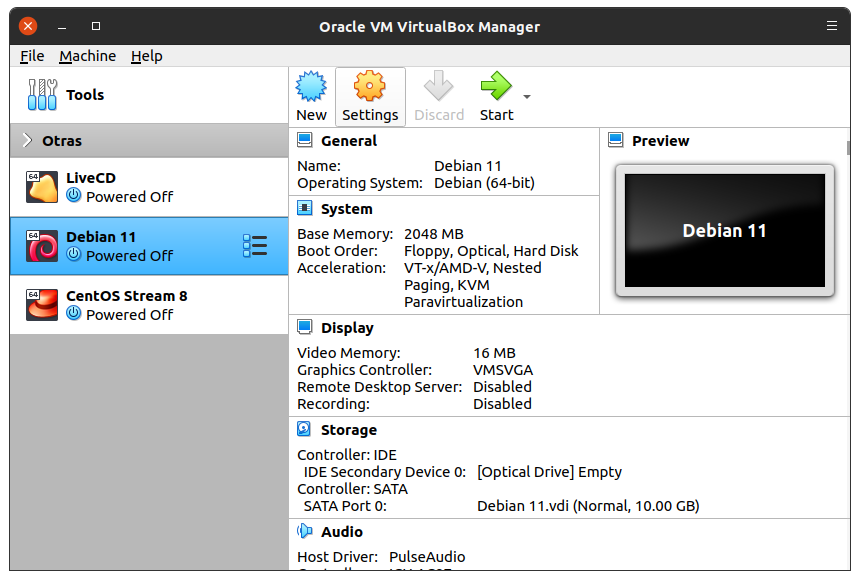 Oracle VM VirtualBox Manager
File Machine Help
Tools
New Settings Discard Start
Otras
64 LiveCD
Powered Off
64 Debian 11
Powered Off
64 CentOS Stream 8
Powered Off
General
Name: Debian 11
Operating System: Debian (64-bit)
Preview
Debian 11
System
Base Memory: 2048 MB
Boot Order: Floppy, Optical, Hard Disk
Acceleration: VT-x/AMD-V, Nested
Paging, KVM
Paravirtualization
Display
Video Memory: 16 MB
Graphics Controller: VMSVGA
Remote Desktop Server: Disabled
Recording: Disabled
Storage
Controller: IDE
IDE Secondary Device 0: [Optical Drive] Empty
Controller: SATA
SATA Port 0: Debian 11.vdi (Normal, 10.00 GB)
Audio
Host Driver: PulseAudio